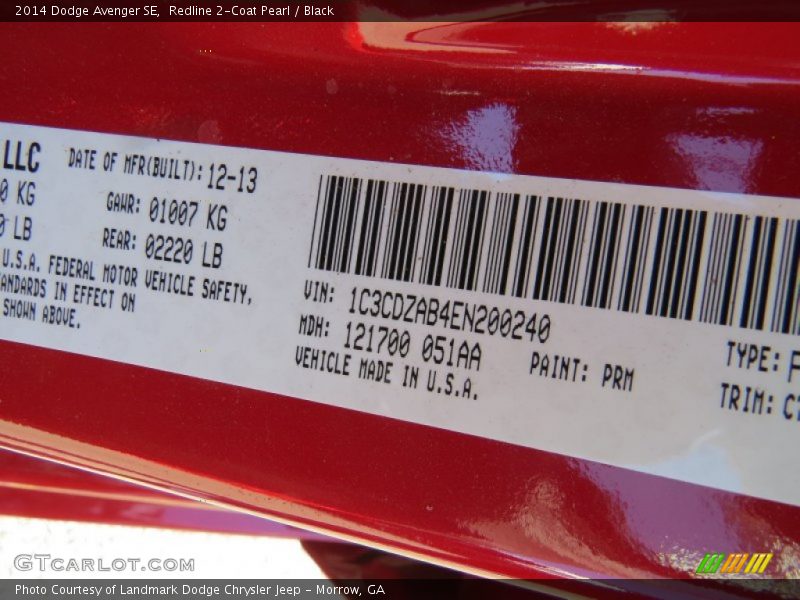 2014 Dodge Avenger SE,  Redline 2-Coat Pearl / Black
LLC
DATE OF MFR(BUILT): 12-13
0 KG
GAWR: 01007 KG
0 LB
REAR: 02220 LB
U.S.A. FEDERAL MOTOR VEHICLE SAFETY,
IN EFFECT ON
SHOWN ABOVE.
VIN: 1C3CDZAB4EN200240
MDH: 121700 051AA
VEHICLE MADE IN U.S.A.
PAINT: PRM
TYPE:
TRIM:
GTCARLOT.COM
Photo Courtesy of Landmark Dodge Chrysler Jeep - Morrow, GA